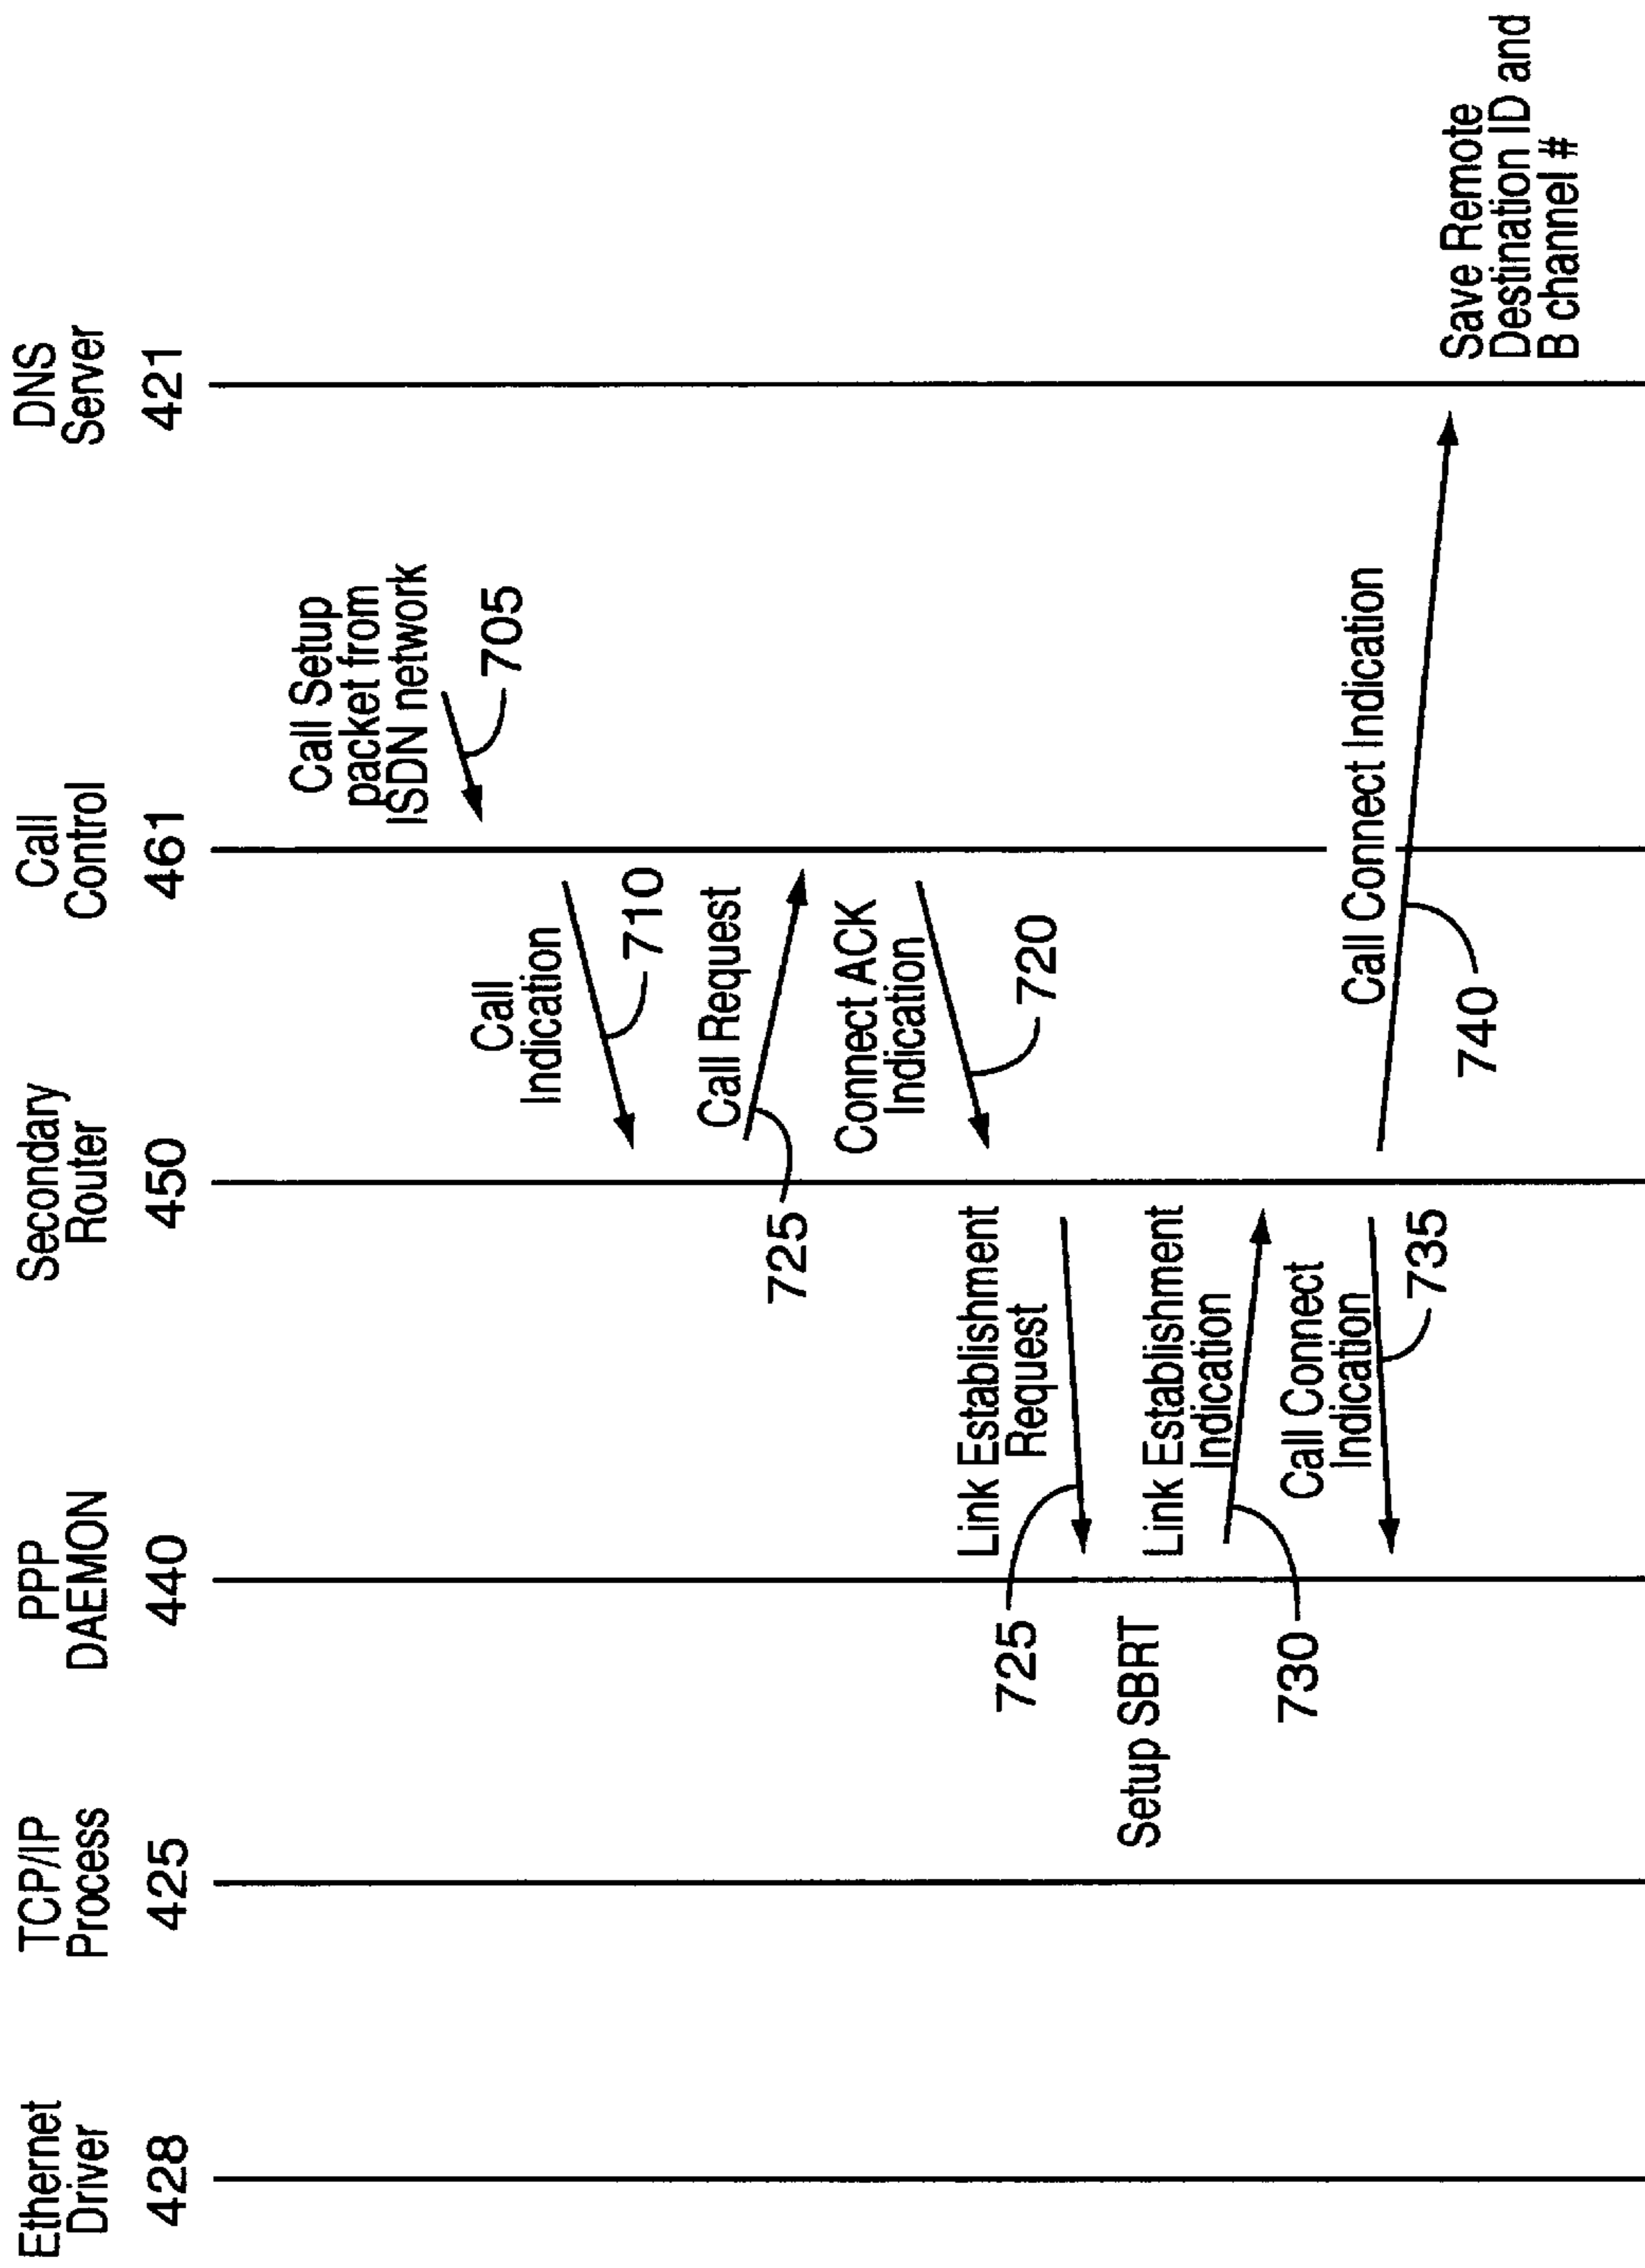 Ethernet
Driver
428
TCP/IP
Process
425
PPP
DAEMON
440
Secondary
Router
450
Call
Control
461
DNS
Server
421
Call Setup
packet from
ISDN network
705
Call
Indication
710
Call Request
725
Connect ACK
Indication
720
Link Establishment
Request
725
Setup SBRT
Link Establishment
Indication
730
Call Connect
Indication
735
Call Connect Indication
740
Save Remote
Destination ID and
B channel #